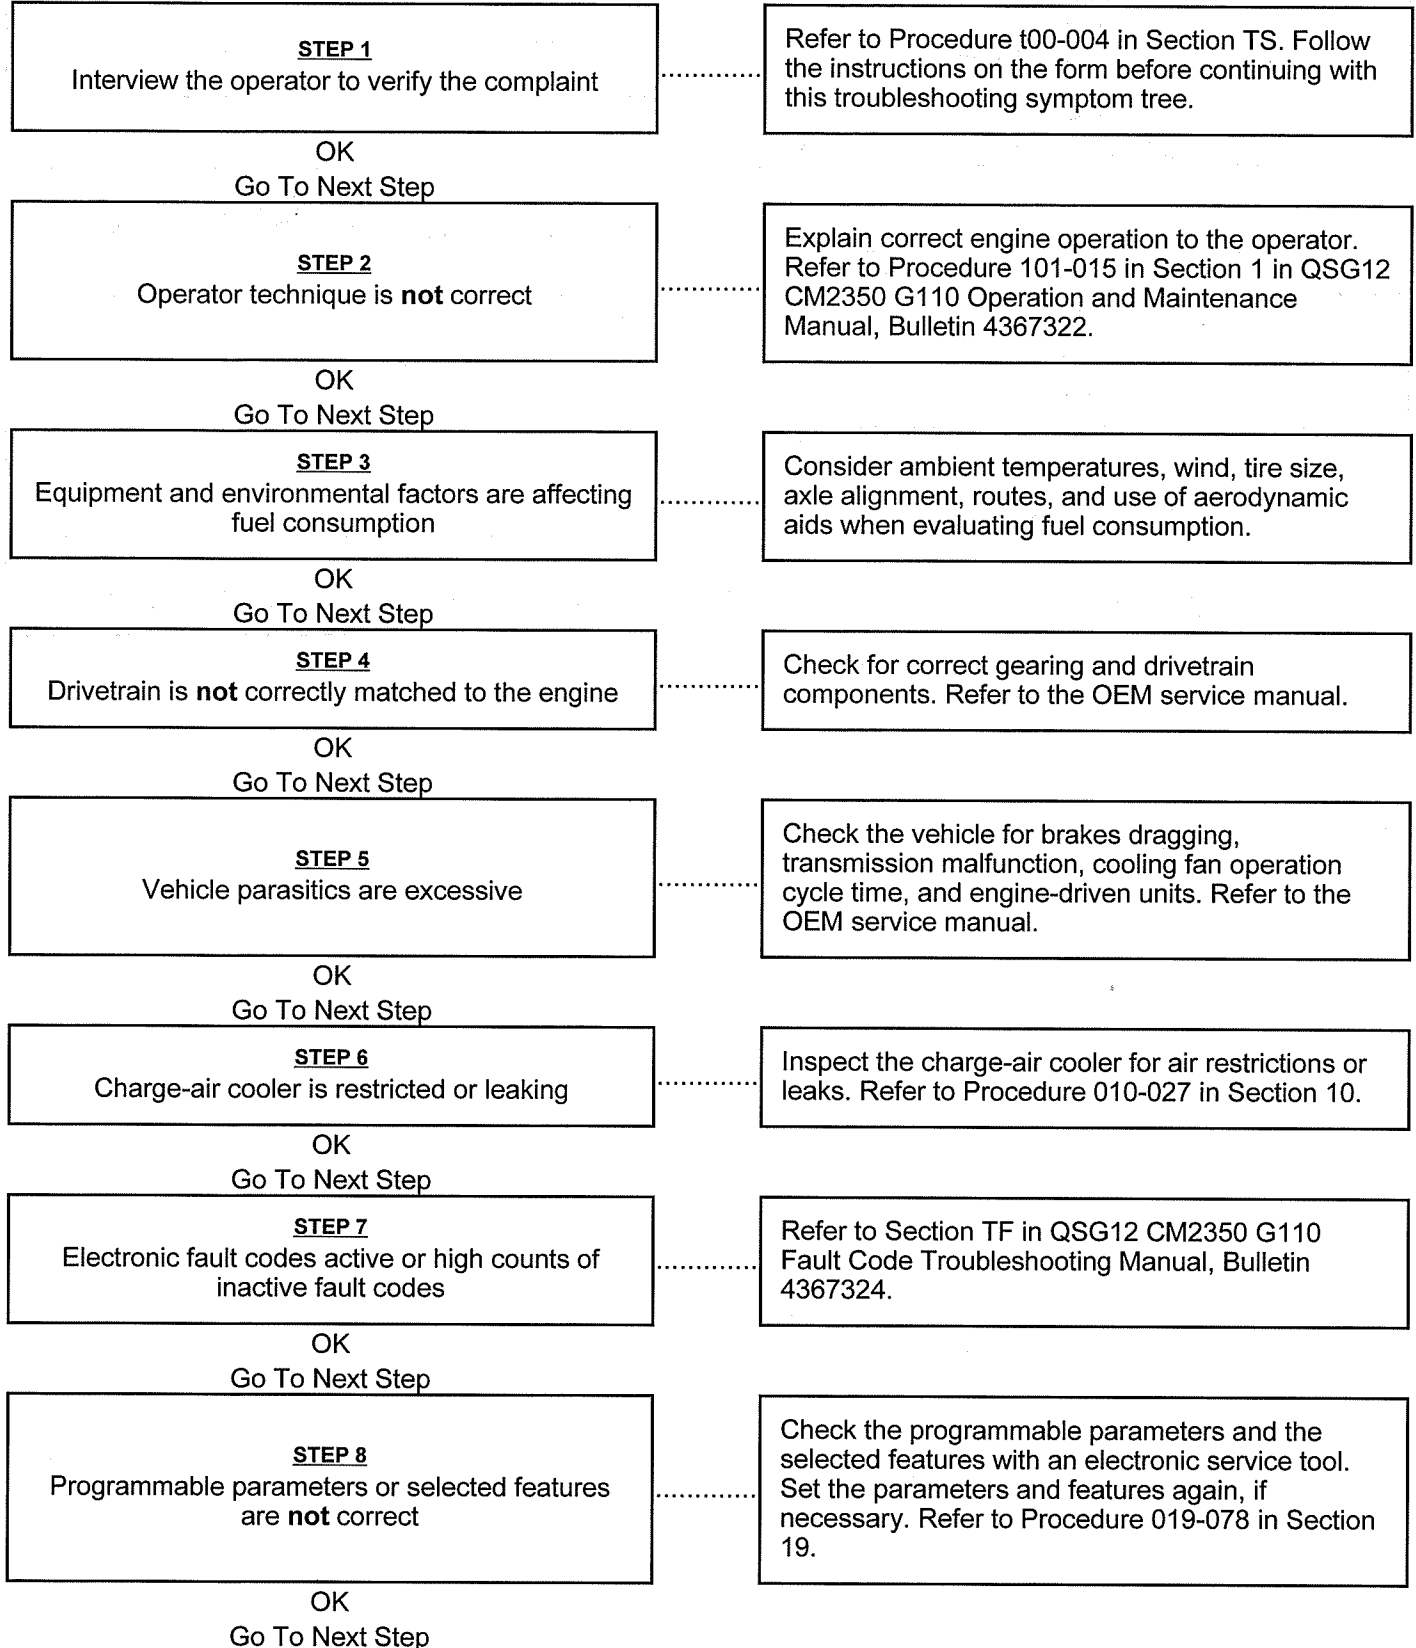 STEP 1
Interview the operator to verify the complaint
Refer to Procedure t00-004 in Section TS. Follow
the instructions on the form before continuing with
this troubleshooting symptom tree.
OK
Go To Next Step
STEP 2
Operator technique is not correct
Explain correct engine operation to the operator.
Refer to Procedure 101-015 in Section 1 in QSG12
CM2350 G110 Operation and Maintenance
Manual, Bulletin 4367322.
OK
Go To Next Step
STEP 3
Equipment and environmental factors are affecting
fuel consumption
Consider ambient temperatures, wind, tire size,
axle alignment, routes, and use of aerodynamic
aids when evaluating fuel consumption.
OK
Go To Next Step
STEP 4
Drivetrain is not correctly matched to the engine
Check for correct gearing and drivetrain
components. Refer to the OEM service manual.
OK
Go To Next Step
STEP 5
Vehicle parasitics are excessive
Check the vehicle for brakes dragging,
transmission malfunction, cooling fan operation
cycle time, and engine-driven units. Refer to the
OEM service manual.
OK
Go To Next Step
STEP 6
Charge-air cooler is restricted or leaking
Inspect the charge-air cooler for air restrictions or
leaks. Refer to Procedure 010-027 in Section 10.
OK
Go To Next Step
STEP 7
Electronic fault codes active or high counts of
inactive fault codes
Refer to Section TF in QSG12 CM2350 G110
Fault Code Troubleshooting Manual, Bulletin
4367324.
OK
Go To Next Step
STEP 8
Programmable parameters or selected features
are not correct
Check the programmable parameters and the
selected features with an electronic service tool.
Set the parameters and features again, if
necessary. Refer to Procedure 019-078 in Section
19.
OK
Go To Next Step